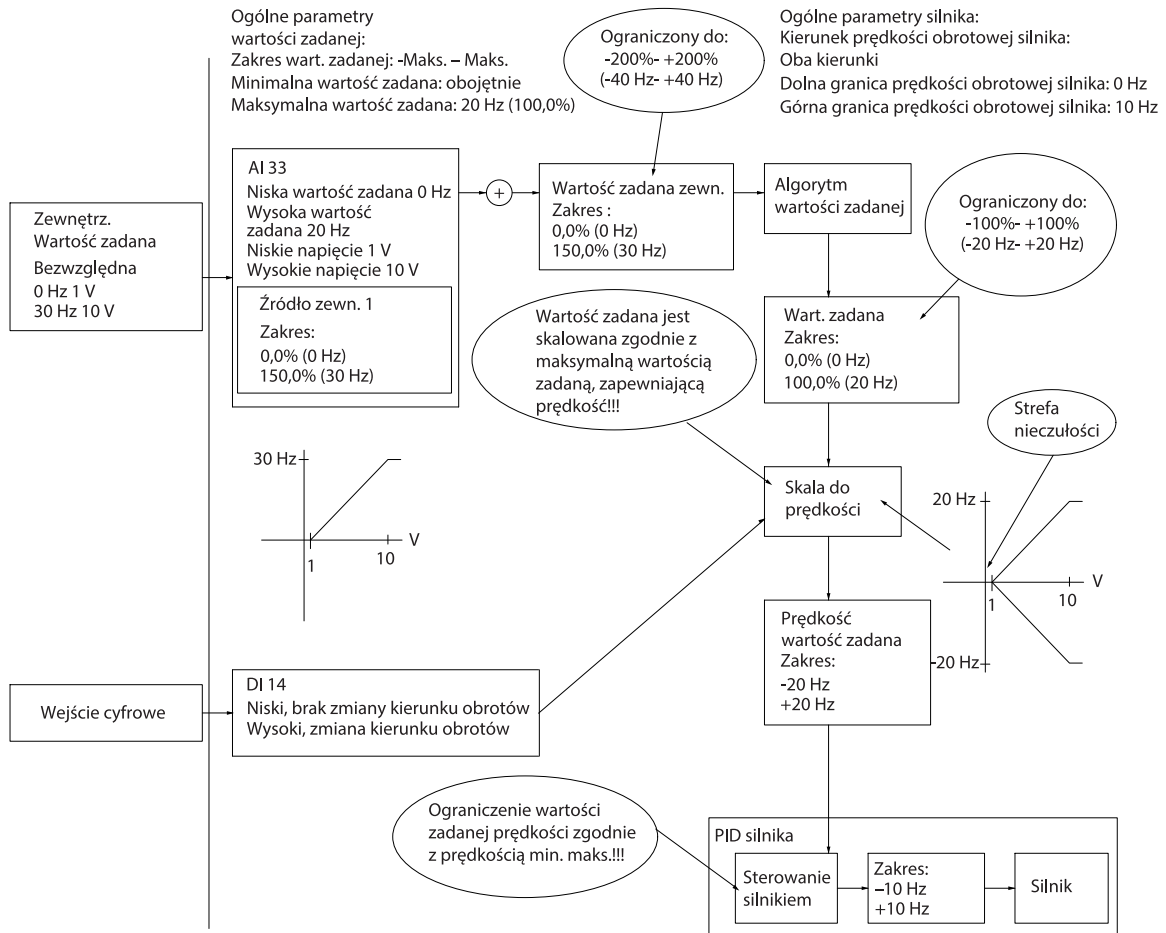 Ogólne parametry
wartości zadanej:
Zakres wart. zadanej: -Maks. – Maks.
Minimalna wartość zadana: obojętnie
Maksymalna wartość zadana: 20 Hz (100,0%)
Ograniczony do:
-200%- +200%
(-40 Hz- +40 Hz)
Ogólne parametry silnika:
Kierunek prędkości obrotowej silnika:
Oba kierunki
Dolna granica prędkości obrotowej silnika: 0 Hz
Górna granica prędkości obrotowej silnika: 10 Hz
Zewnętrz.
Wartość zadana
Bezwzględna
0 Hz 1 V
30 Hz 10 V
AI 33
Niska wartość zadana 0 Hz
Wysoka wartość
zadana 20 Hz
Niskie napięcie 1 V
Wysokie napięcie 10 V
Źródło zewn. 1
Zakres:
0,0% (0 Hz)
150,0% (30 Hz)
+
Wartość zadana zewn.
Zakres :
0,0% (0 Hz)
150,0% (30 Hz)
Algorytm
wartości zadanej
Ograniczony do:
-100%- +100%
(-20 Hz- +20 Hz)
Wartość zadana jest
skalowana zgodnie z
maksymalną wartością
zadaną, zapewniającą
prędkość!!!
Wart. zadana
Zakres:
0,0% (0 Hz)
100,0% (20 Hz)
Strefa
nieczułości
30 Hz
1
10
V
Skala do
prędkości
20 Hz
V
1
10
-20 Hz
Prędkość
wartość zadana
Zakres:
-20 Hz
+20 Hz
Wejście cyfrowe
DI 14
Niski, brak zmiany kierunku obrotów
Wysoki, zmiana kierunku obrotów
Ograniczenie wartości
zadanej prędkości zgodnie
z prędkością min. maks.!!!
PID silnika
Sterowanie
silnikiem
Zakres:
–10 Hz
+10 Hz
Silnik